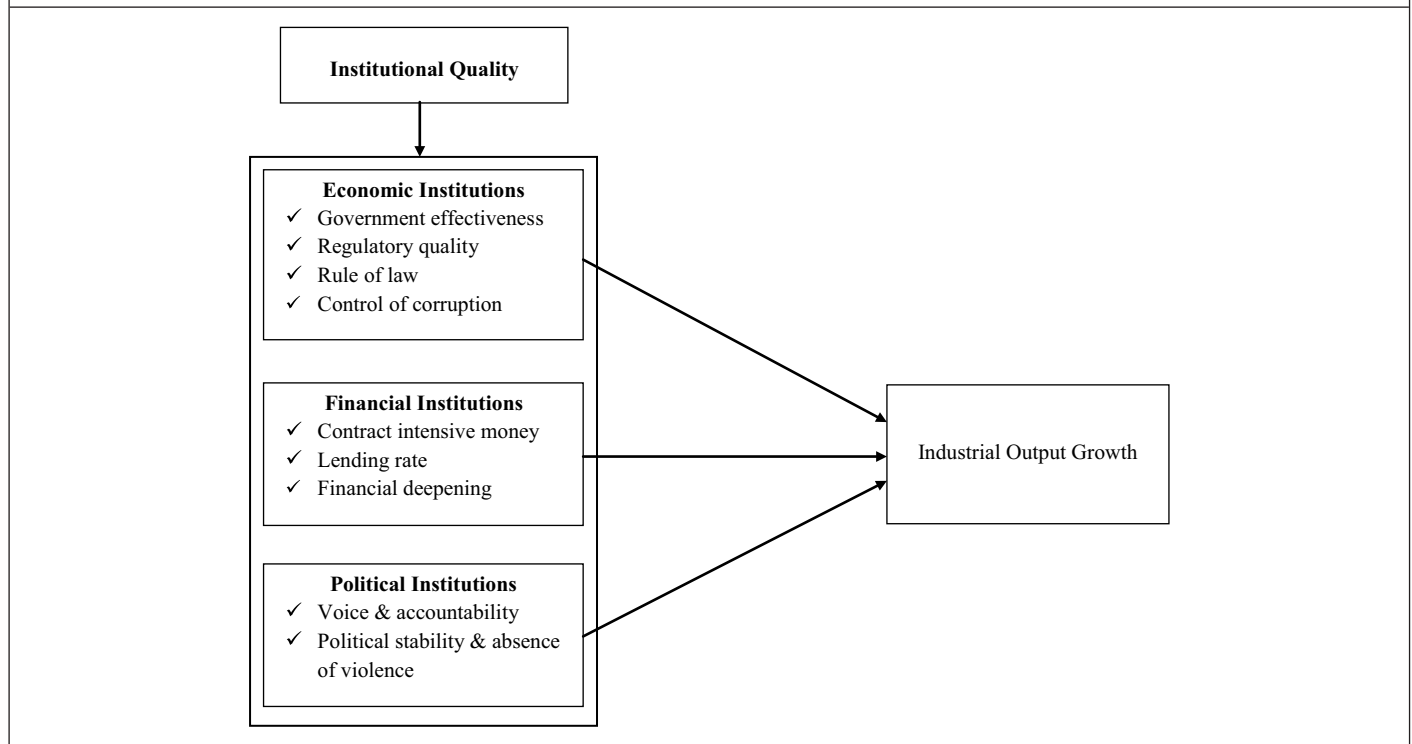 Institutional Quality
Economic Institutions
✓ Government effectiveness
✓ Regulatory quality
✓ Rule of law
✓ Control of corruption
Financial Institutions
✓ Contract intensive money
✓ Lending rate
✓ Financial deepening
Political Institutions
✓ Voice & accountability
✓ Political stability & absence
of violence
Industrial Output Growth